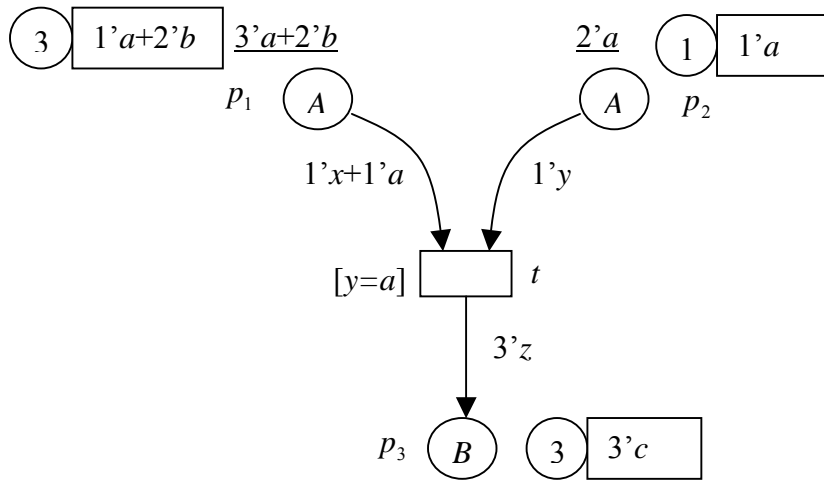 3 1’a+2’b 3’a+2’b 2’a 1 1’a
p₁ A A p₂
1’x+1’a 1’y
[y=a] t
3’z
p₃ B 3 3’c